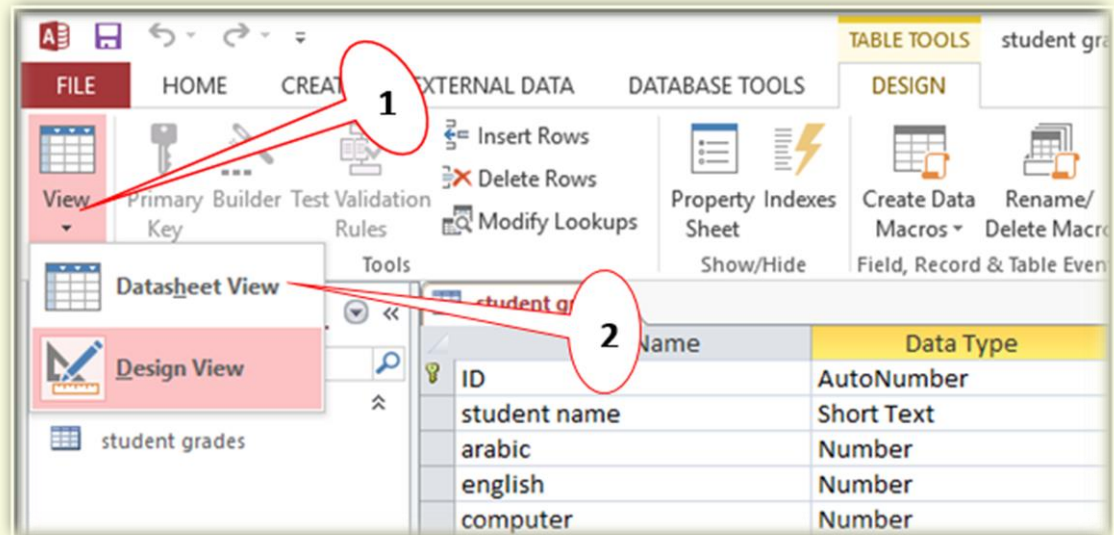 TABLE TOOLS student gra
FILE HOME CREAT EXTERNAL DATA DATABASE TOOLS DESIGN
1
View
Primary Key
Builder
Test Validation Rules
Insert Rows
Delete Rows
Modify Lookups
Property Sheet
Indexes
Create Data Macros
Rename/
Delete Macro
Tools
Show/Hide
Field, Record & Table Even
Datasheet View
Design View
2
student gr
Name Data Type
ID AutoNumber
student name Short Text
arabic Number
english Number
computer Number
student grades